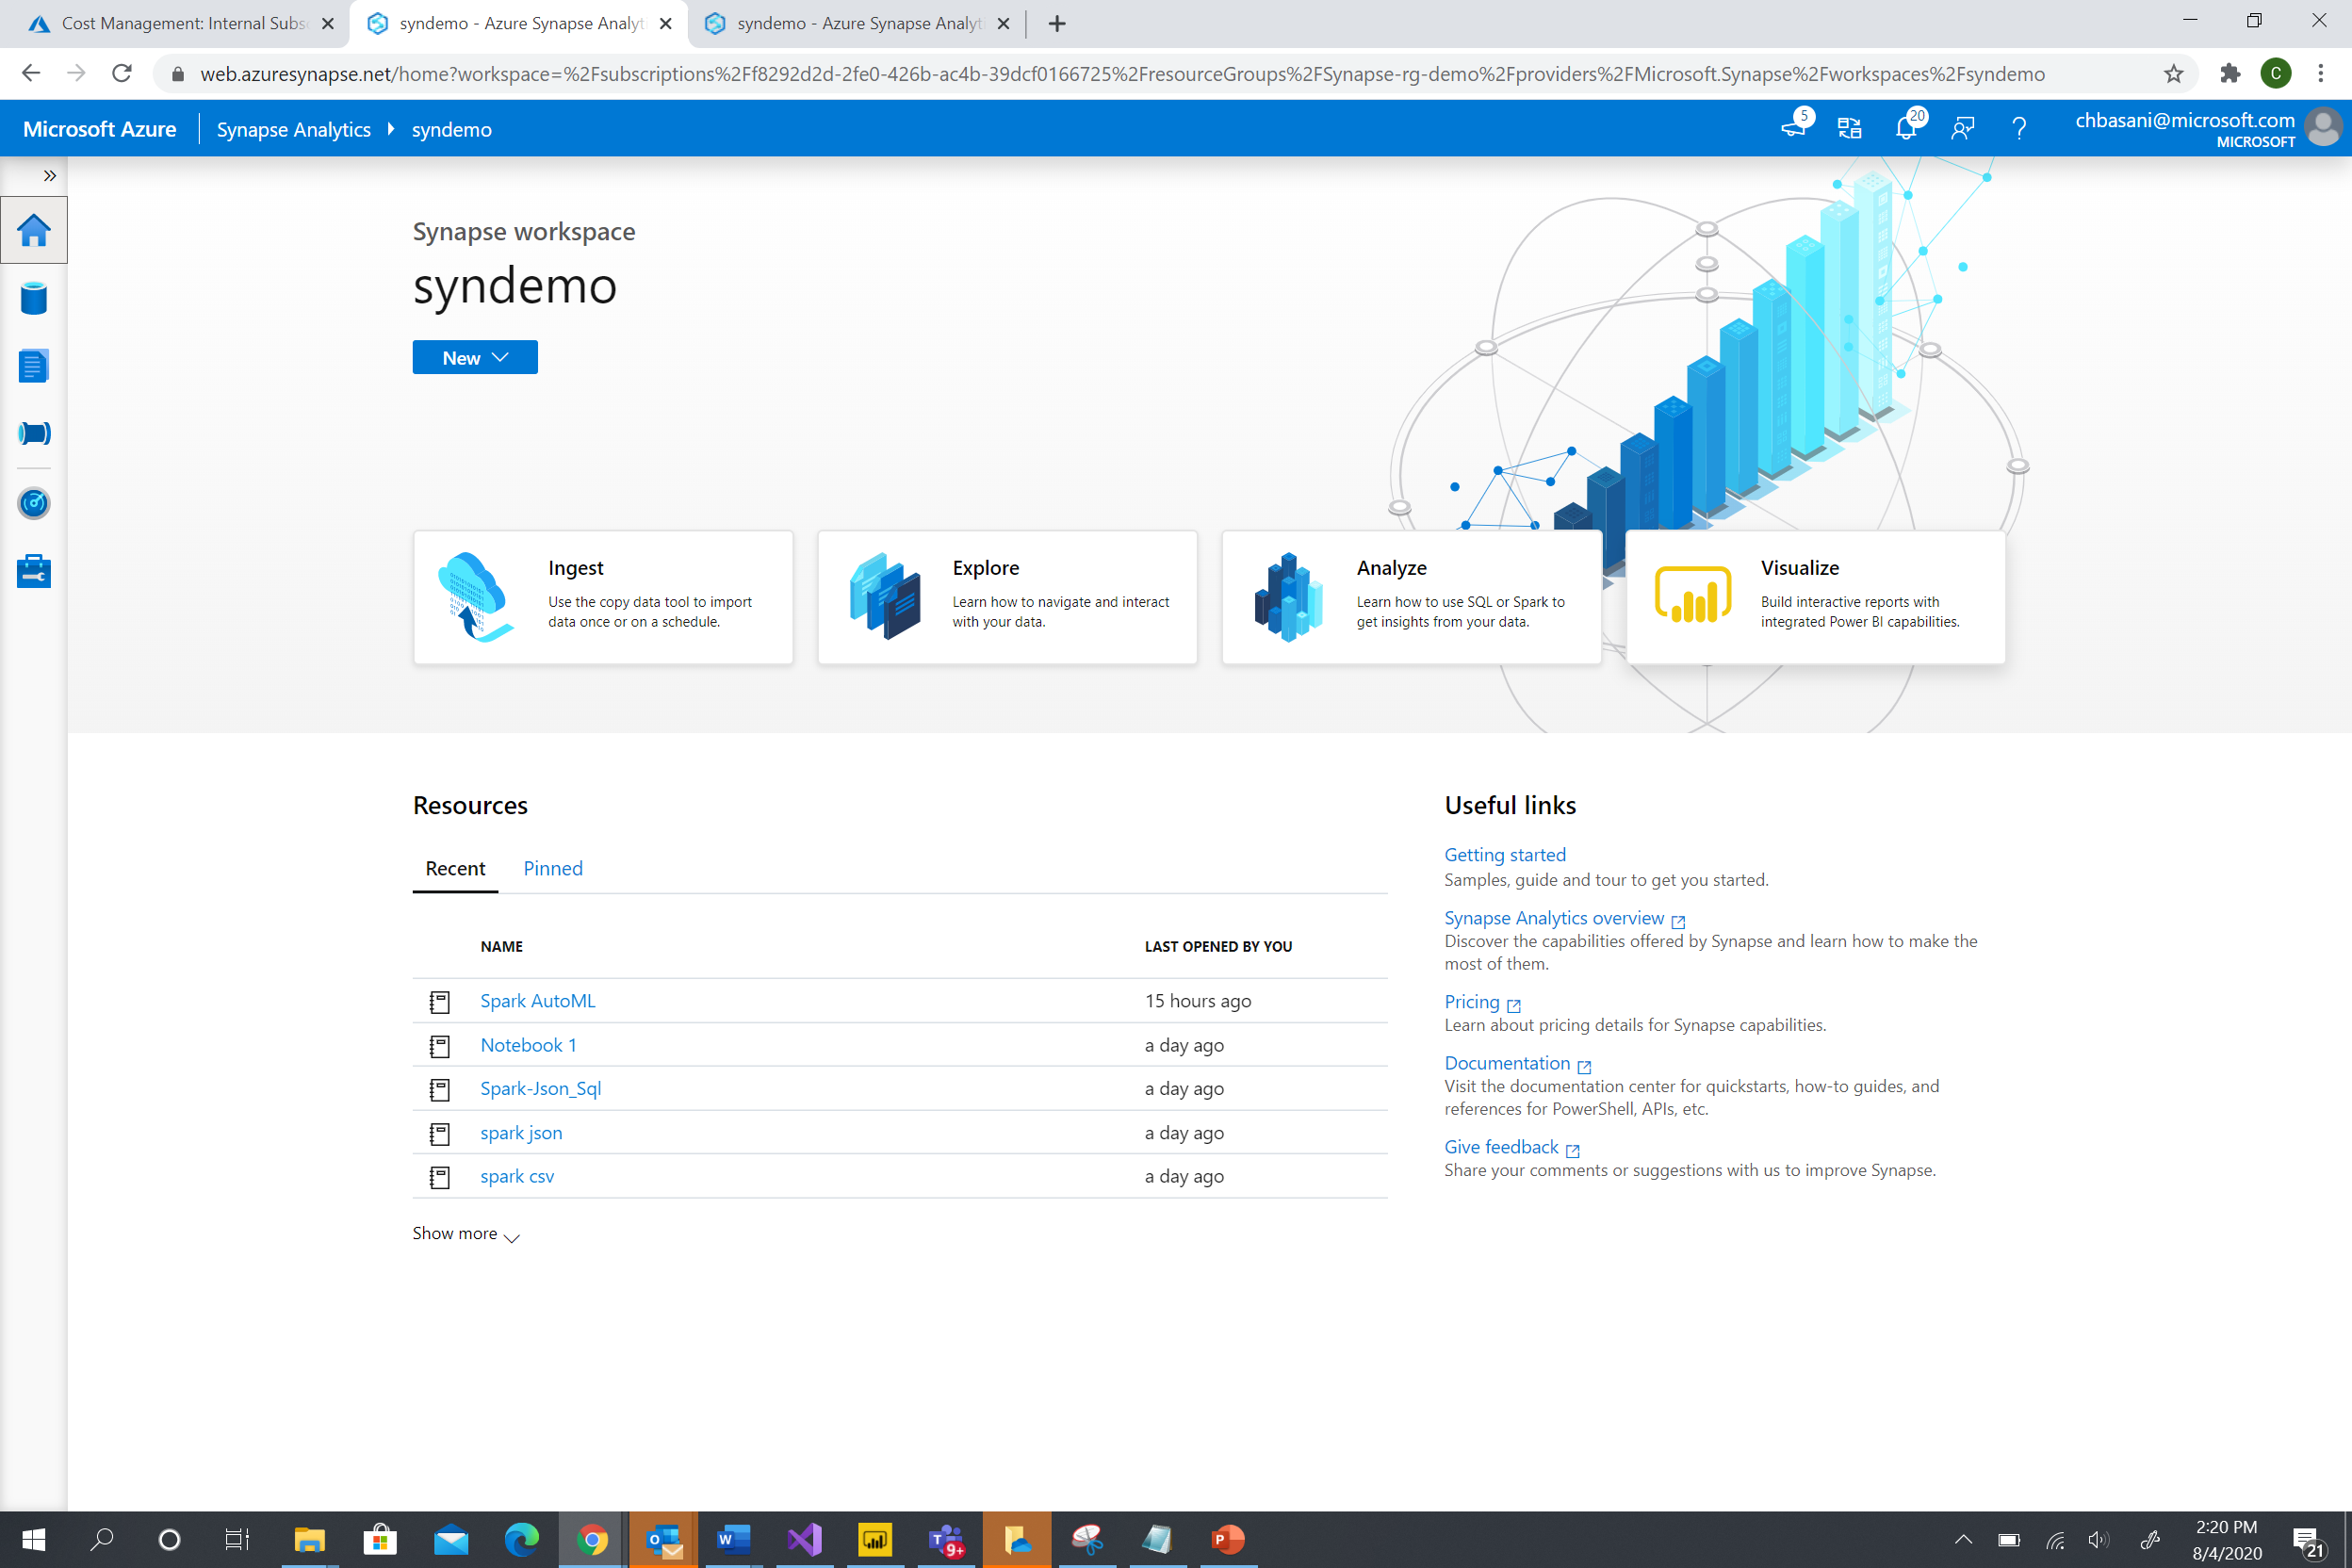 Cost Management: Internal Subs
syndemo - Azure Synapse Analyt
syndemo - Azure Synapse Analyt
web.azuresynapse.net/home?workspace=%2Fsubscriptions%2Ff8292d2d-2fe0-426b-ac4b-39dcf0166725%2FresourceGroups%2FSynapse-rg-demo%2Fproviders%2FMicrosoft.Synapse%2Fworkspaces%2Fsyndemo
C
Microsoft Azure
Synapse Analytics
syndemo
5
20
chbasani@microsoft.com
MICROSOFT
Synapse workspace
syndemo
New
Ingest
Use the copy data tool to import
data once or on a schedule.
Explore
Learn how to navigate and interact
with your data.
Analyze
Learn how to use SQL or Spark to
get insights from your data.
Visualize
Build interactive reports with
integrated Power BI capabilities.
Resources
Recent
Pinned
NAME
LAST OPENED BY YOU
Spark AutoML
15 hours ago
Notebook 1
a day ago
Spark-Json_Sql
a day ago
spark json
a day ago
spark csv
a day ago
Show more
Useful links
Getting started
Samples, guide and tour to get you started.
Synapse Analytics overview
Discover the capabilities offered by Synapse and learn how to make the
most of them.
Pricing
Learn about pricing details for Synapse capabilities.
Documentation
Visit the documentation center for quickstarts, how-to guides, and
references for PowerShell, APIs, etc.
Give feedback
Share your comments or suggestions with us to improve Synapse.
O
W
T
9+
P
2:20 PM
8/4/2020
21